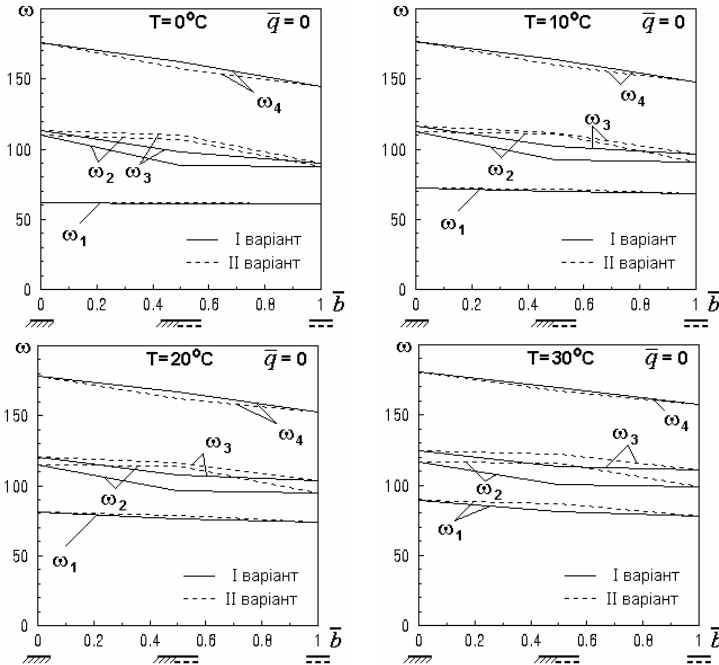 ω T=0°C q̅ = 0
150
ω4
100
ω2 ω3
ω1
50
I варіант
II варіант
0
0 0.2 0.4 0.6 0.8 1 b̅
ω T=10°C q̅ = 0
150
ω4
ω3
100
ω2
ω1
50
I варіант
II варіант
0
0 0.2 0.4 0.6 0.8 1 b̅
ω T=20°C q̅ = 0
150
ω4
ω3
100
ω2
ω1
50
I варіант
II варіант
0
0 0.2 0.4 0.6 0.8 1 b̅
ω T=30°C q̅ = 0
150
ω4
ω3
100
ω2
ω1
50
I варіант
II варіант
0
0 0.2 0.4 0.6 0.8 1 b̅